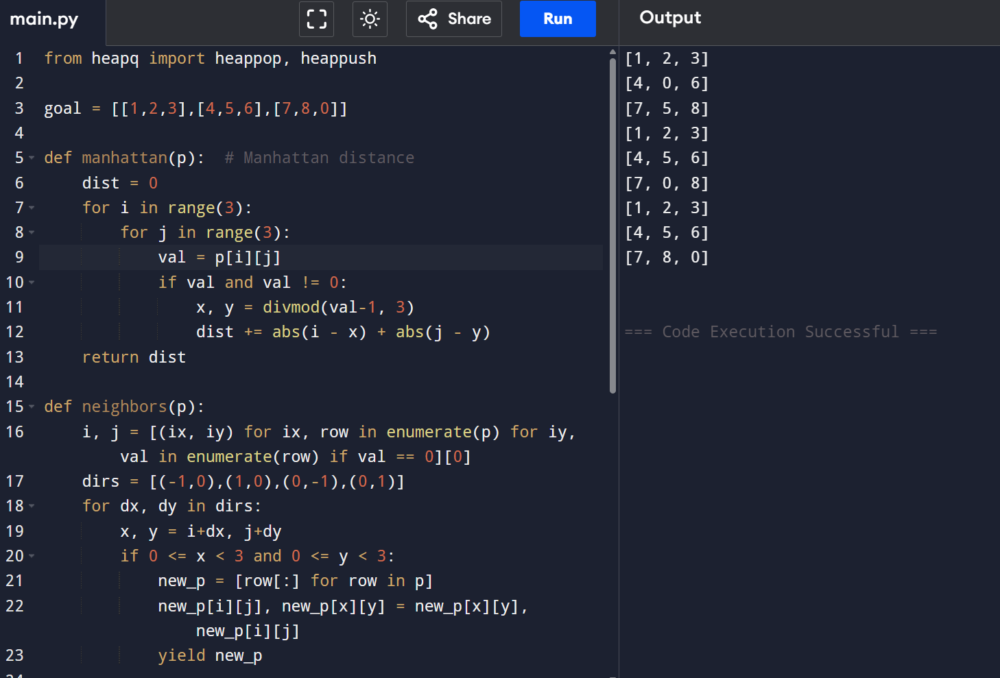 main.py
Share
Run
Output
1 from heapq import heappop, heappush
2
3 goal = [[1,2,3],[4,5,6],[7,8,0]]
4
5 def manhattan(p):  # Manhattan distance
6     dist = 0
7     for i in range(3):
8         for j in range(3):
9             val = p[i][j]
10             if val and val != 0:
11                 x, y = divmod(val-1, 3)
12                 dist += abs(i - x) + abs(j - y)
13     return dist
14
15 def neighbors(p):
16     i, j = [(ix, iy) for ix, row in enumerate(p) for iy,
        val in enumerate(row) if val == 0][0]
17     dirs = [(-1,0),(1,0),(0,-1),(0,1)]
18     for dx, dy in dirs:
19         x, y = i+dx, j+dy
20         if 0 <= x < 3 and 0 <= y < 3:
21             new_p = [row[:] for row in p]
22             new_p[i][j], new_p[x][y] = new_p[x][y],
                new_p[i][j]
23             yield new_p
[1, 2, 3]
[4, 0, 6]
[7, 5, 8]
[1, 2, 3]
[4, 5, 6]
[7, 0, 8]
[1, 2, 3]
[4, 5, 6]
[7, 8, 0]
=== Code Execution Successful ===